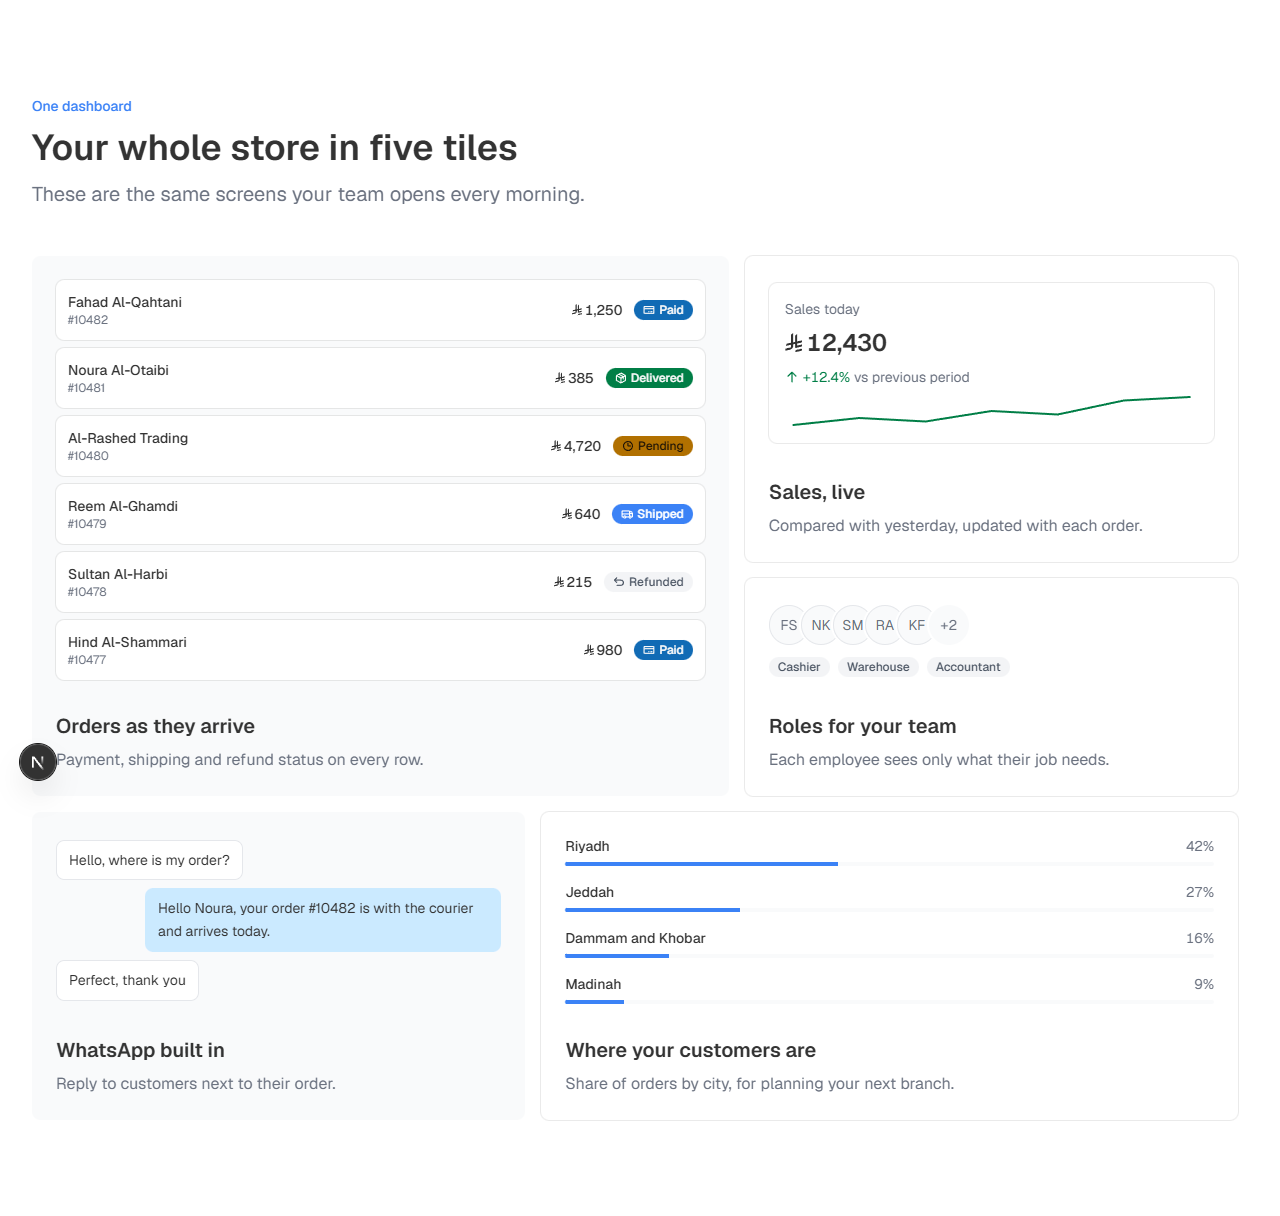 One dashboard
Your whole store in five tiles
These are the same screens your team opens every morning.
Fahad Al-Qahtani
#10482
⃁ 1,250
Paid
Noura Al-Otaibi
#10481
⃁ 385
Delivered
Al-Rashed Trading
#10480
⃁ 4,720
Pending
Reem Al-Ghamdi
#10479
⃁ 640
Shipped
Sultan Al-Harbi
#10478
⃁ 215
Refunded
Hind Al-Shammari
#10477
⃁ 980
Paid
Orders as they arrive
Payment, shipping and refund status on every row.
Sales today
⃁ 12,430
↑ +12.4% vs previous period
Sales, live
Compared with yesterday, updated with each order.
FS NK SM RA KF +2
Cashier Warehouse Accountant
Roles for your team
Each employee sees only what their job needs.
N
Hello, where is my order?
Hello Noura, your order #10482 is with the courier
and arrives today.
Perfect, thank you
WhatsApp built in
Reply to customers next to their order.
Riyadh 42%
Jeddah 27%
Dammam and Khobar 16%
Madinah 9%
Where your customers are
Share of orders by city, for planning your next branch.